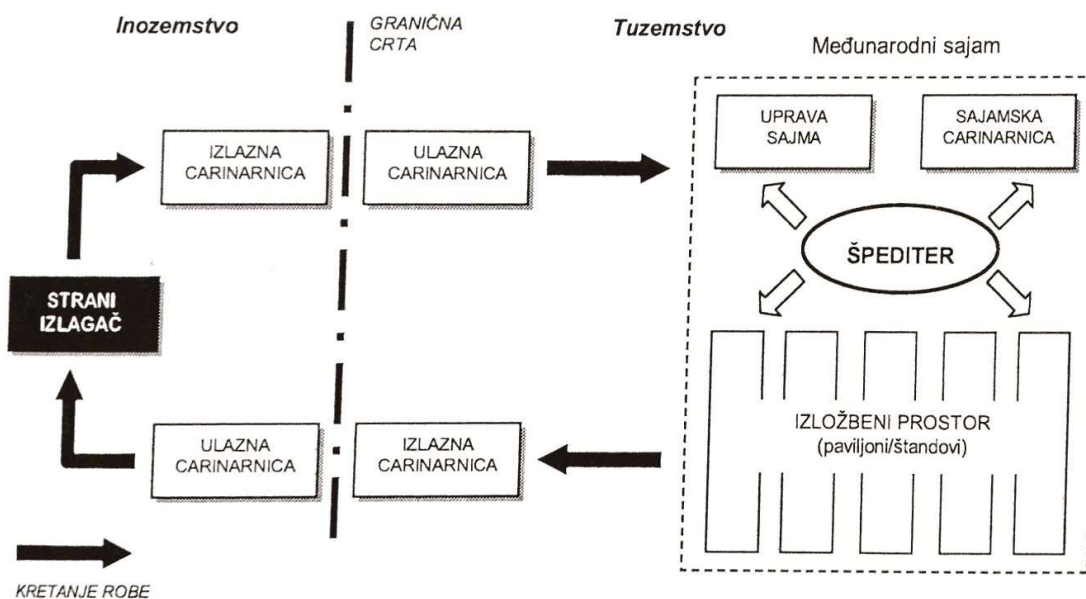 Inozemstvo
GRANIČNA
CRTA
Tuzemstvo
Međunarodni sajam
IZLAZNA
CARINARNICA
ULAZNA
CARINARNICA
UPRAVA
SAJMA
SAJAMSKA
CARINARNICA
ŠPEDITER
STRANI
IZLAGAČ
ULAZNA
CARINARNICA
IZLAZNA
CARINARNICA
IZLOŽBENI PROSTOR
(paviljoni/štandovi)
KRETANJE ROBE